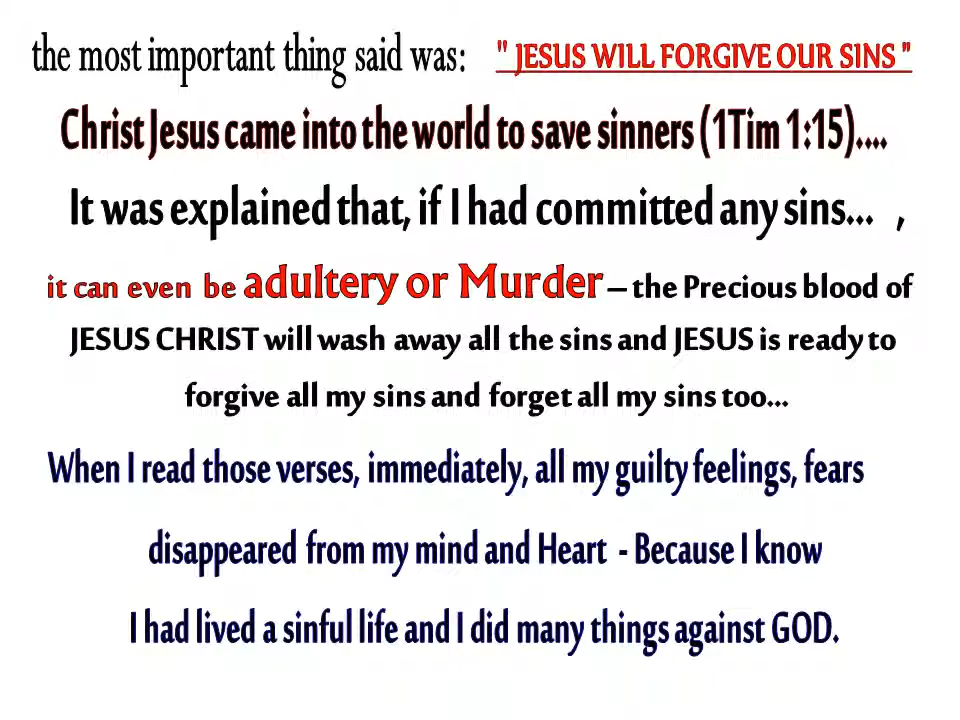 the most important thing said was: " JESUS WILL FORGIVE OUR SINS "
Christ Jesus came into the world to save sinners (1Tim 1:15)....
It was explained that, if I had committed any sins... ,
it can even be adultery or Murder – the Precious blood of
JESUS CHRIST will wash away all the sins and JESUS is ready to
forgive all my sins and forget all my sins too...
When I read those verses, immediately, all my guilty feelings, fears
disappeared from my mind and Heart - Because I know
I had lived a sinful life and I did many things against GOD.